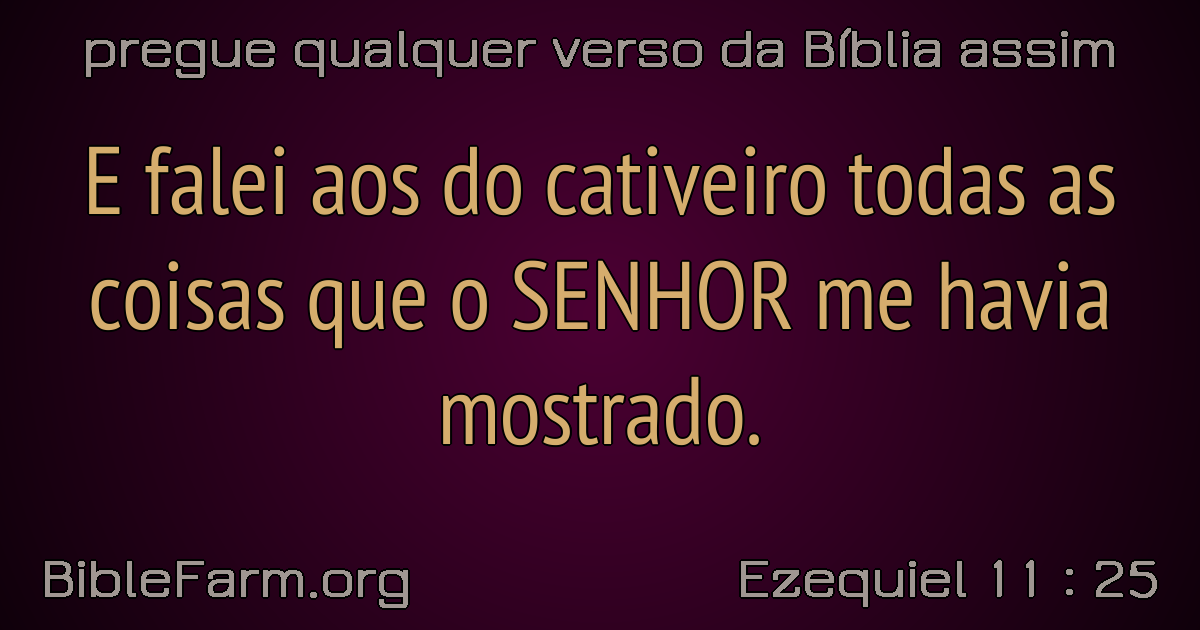 pregue qualquer verso da Bíblia assim
E falei aos do cativeiro todas as
coisas que o SENHOR me havia
mostrado.
BibleFarm.org
Ezequiel 11 : 25